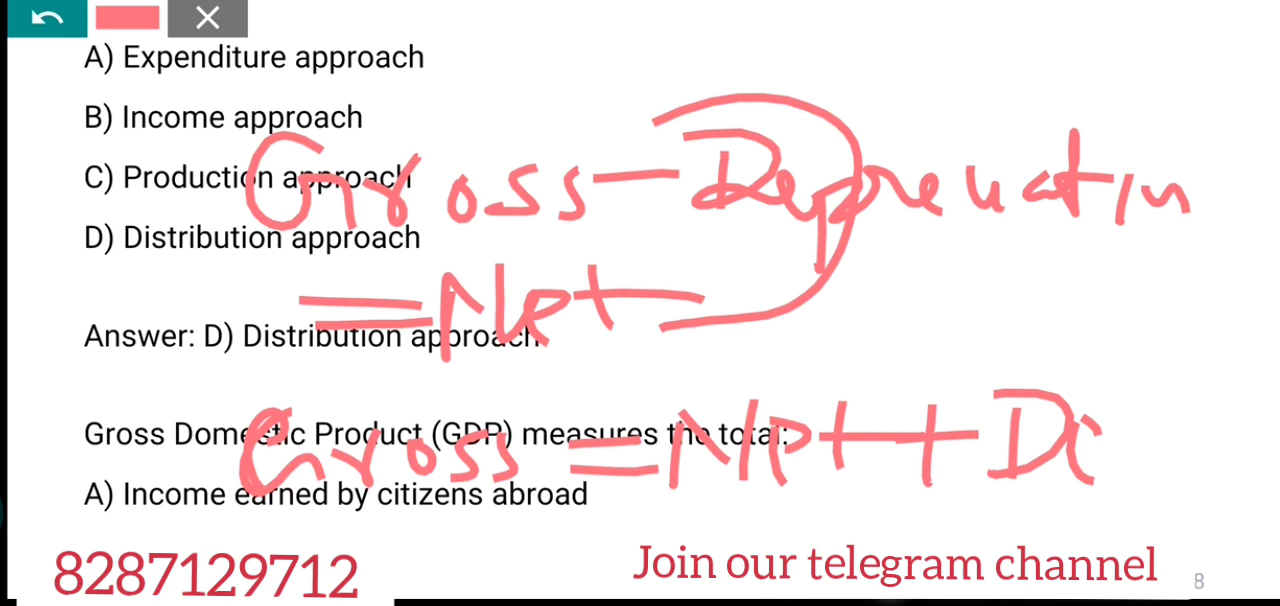 A) Expenditure approach
B) Income approach
C) Production approach
Gross - Depreciation
D) Distribution approach
= Net
Answer: D) Distribution approach
Gross Domestic Product (GDP) measures the total:
Gross = Net + D
A) Income earned by citizens abroad
8287129712
Join our telegram channel
8